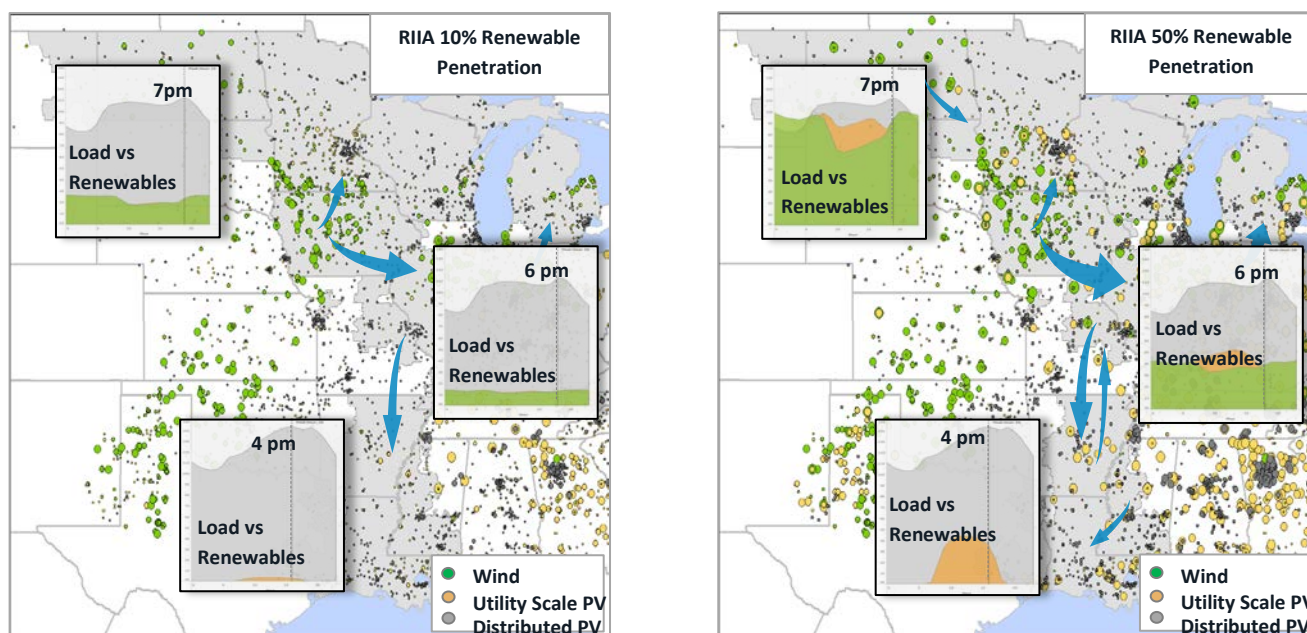 RIIA 10% Renewable
Penetration
7pm
Load vs
Renewables
6 pm
Load vs
Renewables
4 pm
Load vs
Renewables
Wind
Utility Scale PV
Distributed PV
RIIA 50% Renewable
Penetration
7pm
Load vs
Renewables
6 pm
Load vs
Renewables
4 pm
Load vs
Renewables
Wind
Utility Scale PV
Distributed PV